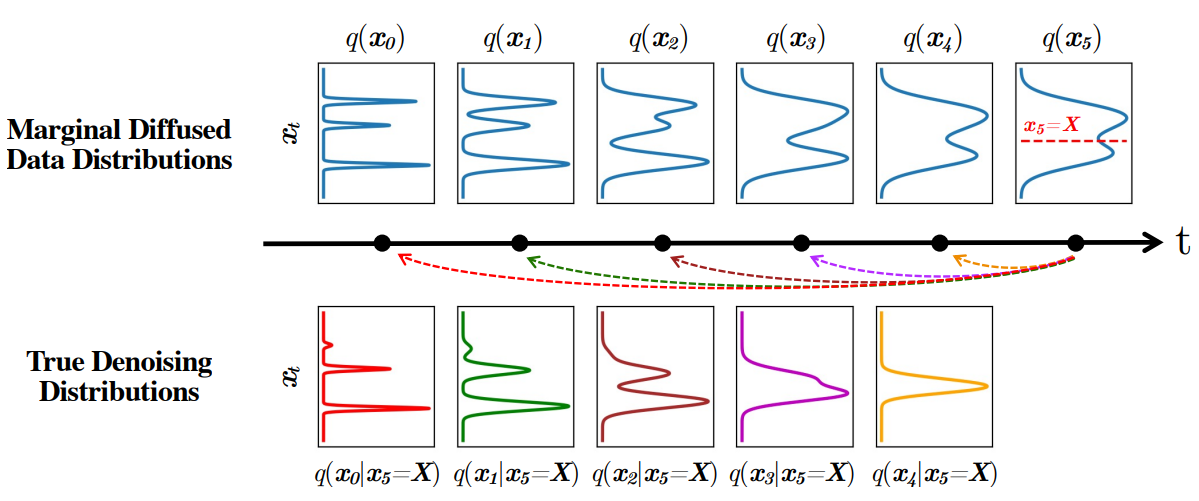 q(x₀) q(x₁) q(x₂) q(x₃) q(x₄) q(x₅)
Marginal Diffused
Data Distributions
xₜ
x₅=X
t
True Denoising
Distributions
xₜ
q(x₀|x₅=X) q(x₁|x₅=X) q(x₂|x₅=X) q(x₃|x₅=X) q(x₄|x₅=X)